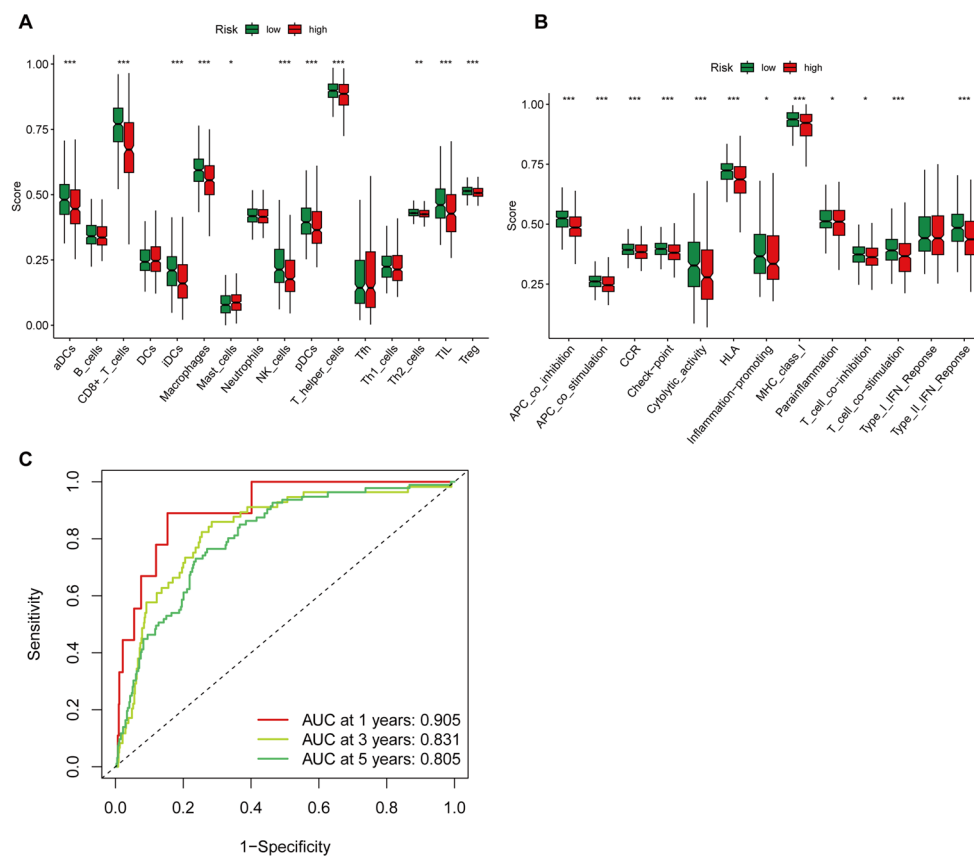 A
Risk low high
*** *** *** *** * *** *** *** ** *** ***
Score
1.00
0.75
0.50
0.25
0.00
aDCs
B_cells
CD8+_T_cells
DCs
iDCs
Macrophages
Mast_cells
Neutrophils
NK_cells
pDCs
T_helper_cells
Tfh
Th1_cells
Th2_cells
TIL
Treg
B
Risk low high
*** *** *** *** *** *** * *** * * *** ***
Score
1.00
0.75
0.50
0.25
APC_co_inhibition
APC_co_stimulation
CCR
Check-point
Cytolytic_activity
HLA
Inflammation-promoting
MHC_class_I
Parainflammation
T_cell_co-inhibition
T_cell_co-stimulation
Type_I_IFN_Reponse
Type_II_IFN_Reponse
C
Sensitivity
1.0
0.8
0.6
0.4
0.2
0.0
AUC at 1 years: 0.905
AUC at 3 years: 0.831
AUC at 5 years: 0.805
0.0 0.2 0.4 0.6 0.8 1.0
1-Specificity